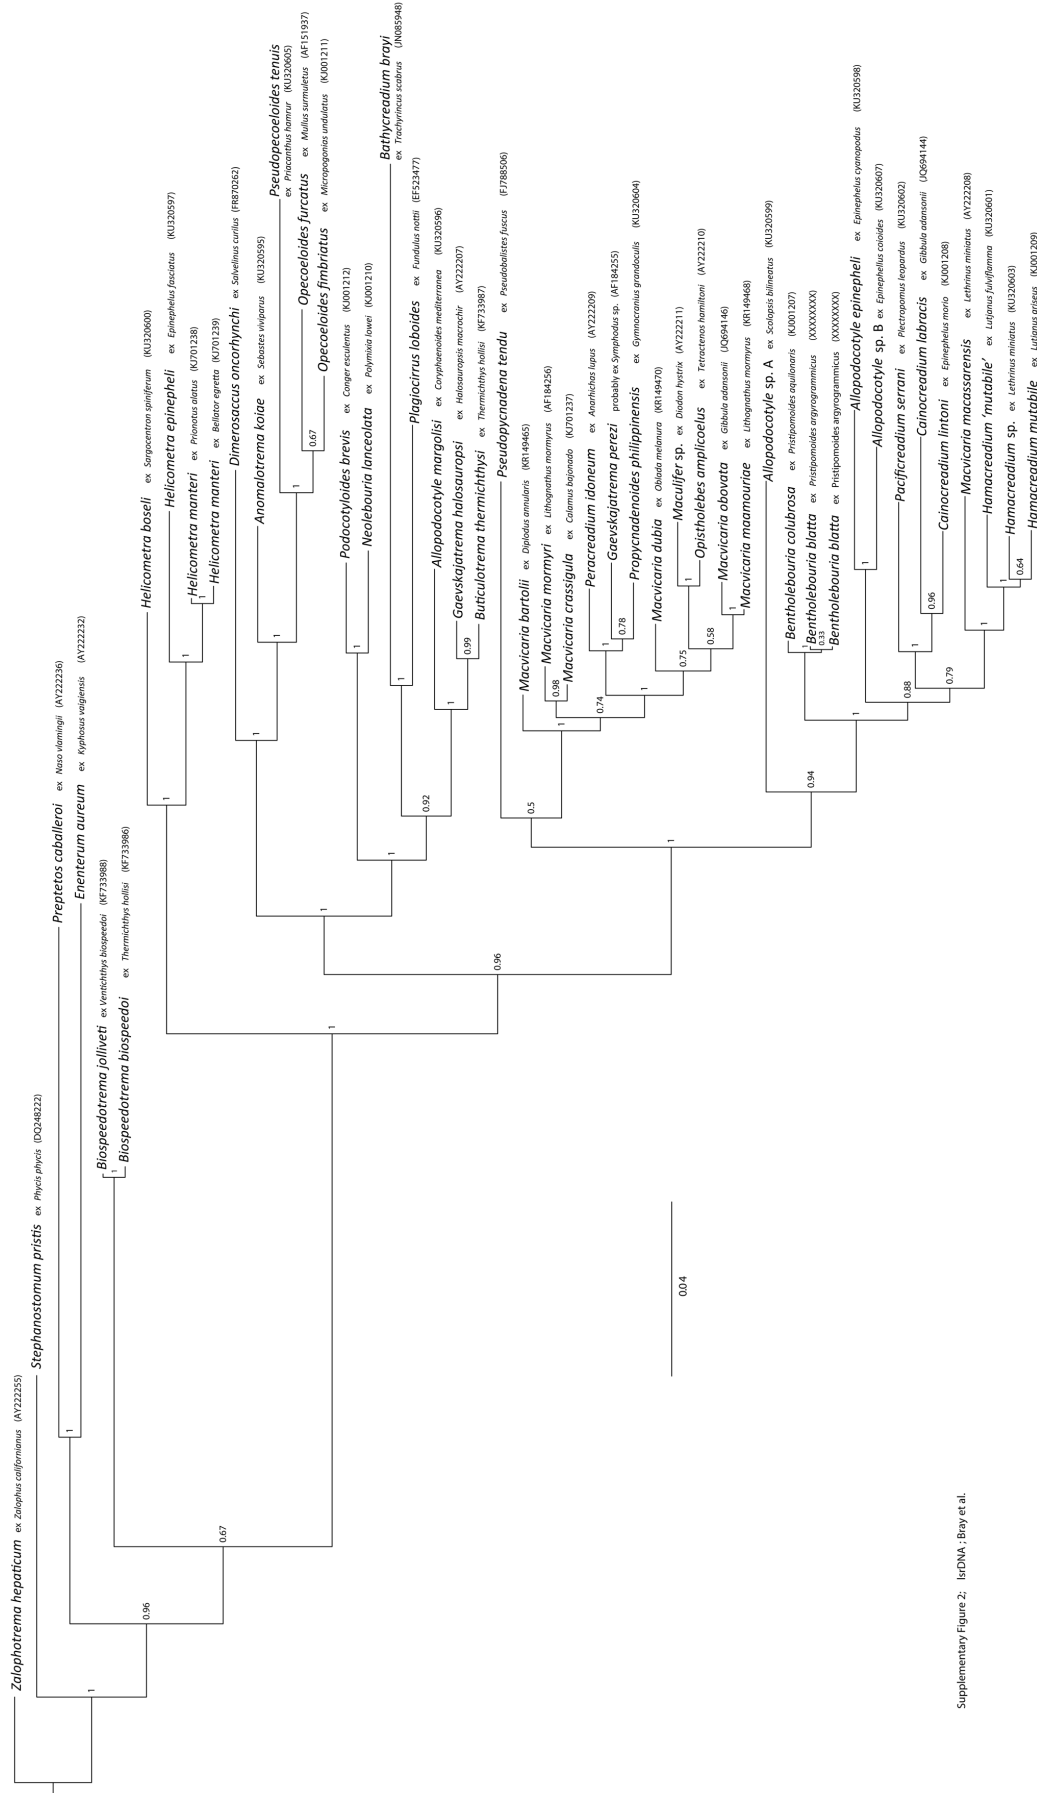 Zalophotrema hepaticum ex Zalophus californianus (AY222255)
Stephanostomum pristis ex Phycis phycis (DQ248222)
Preptetos caballeroi ex Naso vlamingii (AY222236)
Enenterum aureum ex Kyphosus vaigiensis (AY222232)
Biospeedotrema jolliveti ex Ventichthys biospeedoi (KF733988)
Biospeedotrema biospeedoi ex Thermichthys hollisi (KF733986)
Helicometra boseli ex Sargocentron spiniferum (KU320600)
Helicometra epinepheli ex Epinephelus fasciatus (KU320597)
Helicometra manteri ex Prionotus alatus (KJ701238)
Helicometra manteri ex Bellator egretta (KJ701239)
Dimerosaccus oncorhynchi ex Salvelinus curilus (FR870262)
Anomalotrema koiae ex Sebastes viviparus (KU320595)
Pseudopecoeloides tenuis
ex Priacanthus hamrur (KU320605)
Opecoeloides furcatus ex Mullus surmuletus (AF151937)
Opecoeloides fimbriatus ex Micropogonias undulatus (KJ001211)
Podocotyloides brevis ex Conger esculentus (KJ001212)
Neolebouria lanceolata ex Polymixia lowei (KJ001210)
Bathycreadium brayi
ex Trachyrincus scabrus (JN085948)
Plagiocirrus loboides ex Fundulus nottii (EF523477)
Allopodocotyle margolisi ex Coryphaenoides mediterranea (KU320596)
Gaevskajatrema halosauropsi ex Halosauropsis macrochir (AY222207)
Buticulotrema thermichthysi ex Thermichthys hollisi (KF733987)
Pseudopycnadena tendu ex Pseudobalistes fuscus (FJ788506)
Macvicaria bartolii ex Diplodus annularis (KR149465)
Macvicaria mormyri ex Lithognathus mormyrus (AF184256)
Macvicaria crassigula ex Calamus bajonado (KJ701237)
Peracreadium idoneum ex Anarhichas lupus (AY222209)
Gaevskajatrema perezi probably ex Symphodus sp. (AF184255)
Propycnadenoides philippinensis ex Gymnocranius grandoculis (KU320604)
Macvicaria dubia ex Oblada melanura (KR149470)
Maculifer sp. ex Diodon hystrix (AY222211)
Opistholebes amplicoelus ex Tetractenos hamiltoni (AY222210)
Macvicaria obovata ex Gibbula adansonii (JQ694146)
Macvicaria maamouriae ex Lithognathus mormyrus (KR149468)
Allopodocotyle sp. A ex Scolopsis bilineatus (KU320599)
Bentholebouria colubrosa ex Pristipomoides aquilonaris (KJ001207)
Bentholebouria blatta ex Pristipomoides argyrogrammicus (XXXXXXXX)
Bentholebouria blatta ex Pristipomoides argyrogrammicus (XXXXXXXX)
Allopodocotyle epinepheli ex Epinephelus cyanopodus (KU320598)
Allopodocotyle sp. B ex Epinephellus coioides (KU320607)
Pacificreadium serrani ex Plectropomus leopardus (KU320602)
Cainocreadium labracis ex Gibbula adansonii (JQ694144)
Cainocreadium lintoni ex Epinephelus morio (KJ001208)
Macvicaria macassarensis ex Lethrinus miniatus (AY222208)
Hamacreadium 'mutabile' ex Lutjanus fulviflamma (KU320601)
Hamacreadium sp. ex Lethrinus miniatus (KU320603)
Hamacreadium mutabile ex Lutianus ariseus (KJ001209)
1
0.96
1
0.67
1
1
0.96
1
1
1
1
1
1
1
0.67
1
1
0.92
1
1
0.99
1
0.5
1
0.98
0.74
1
1
0.78
0.75
1
0.58
1
0.94
1
1
0.33
0.88
1
0.79
1
0.96
1
1
0.64
0.04
Supplementary Figure 2; lsrDNA ; Bray et al.